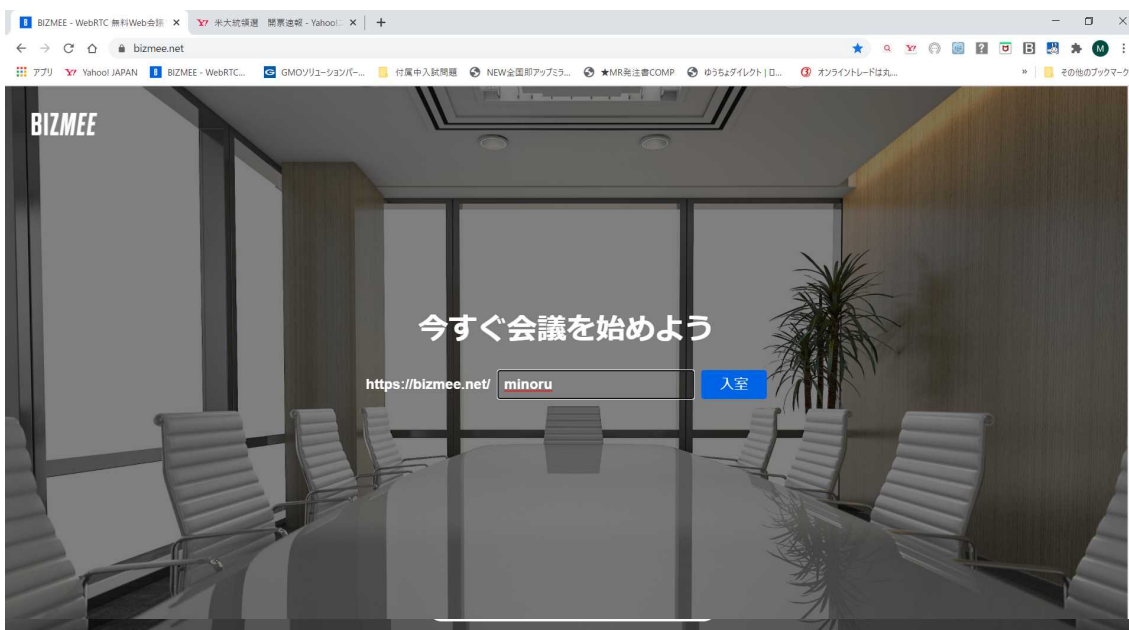 BIZMEE - WebRTC 無料Web会議
米大統領選 開票速報 - Yahoo!ニ
bizmee.net
アプリ Yahoo! JAPAN BIZMEE - WebRTC... GMOソリューションパー... 付属中入試問題 NEW全国即アップミラ... ★MR発注書COMP ゆうちょダイレクト | ロ... オンライントレードは丸... » その他のブックマーク
BIZMEE
今すぐ会議を始めよう
https://bizmee.net/ minoru 入室